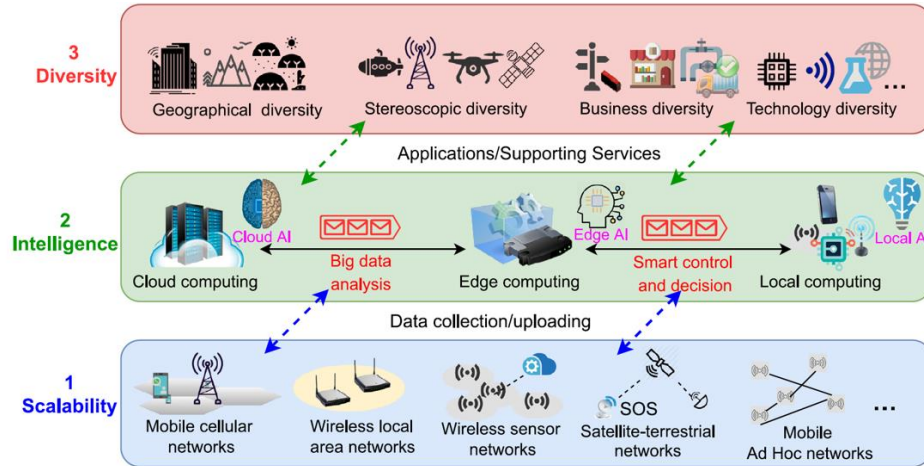 3
Diversity
Geographical diversity
Stereoscopic diversity
Business diversity
Technology diversity
...
Applications/Supporting Services
2
Intelligence
Cloud AI
Edge AI
Local A
Cloud computing
Big data
analysis
Edge computing
Smart control
and decision
Local computing
Data collection/uploading
1
Scalability
Mobile cellular
networks
Wireless local
area networks
Wireless sensor
networks
SOS
Satellite-terrestrial
networks
Mobile
Ad Hoc networks
...